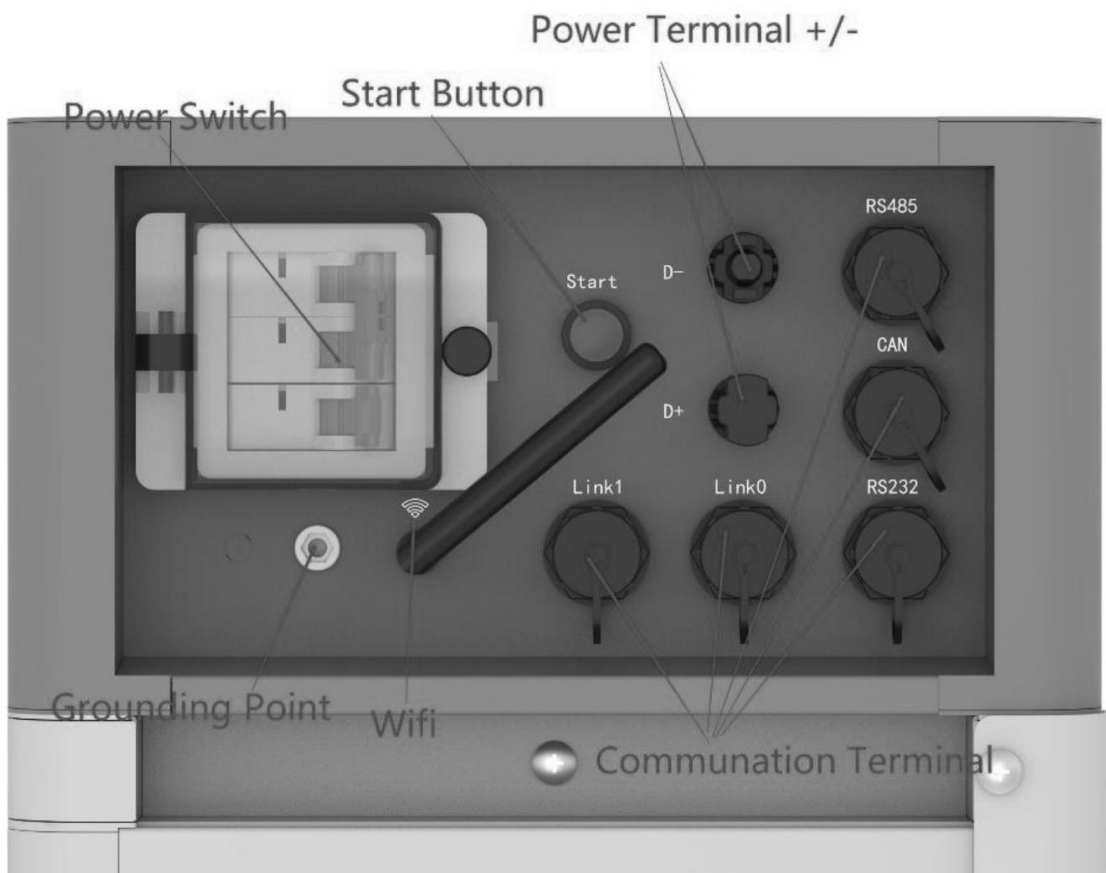 Power Terminal +/-
Start Button
Power Switch
RS485
D-
Start
CAN
D+
Link1
Link0
RS232
Grounding Point
Wifi
Communation Terminal